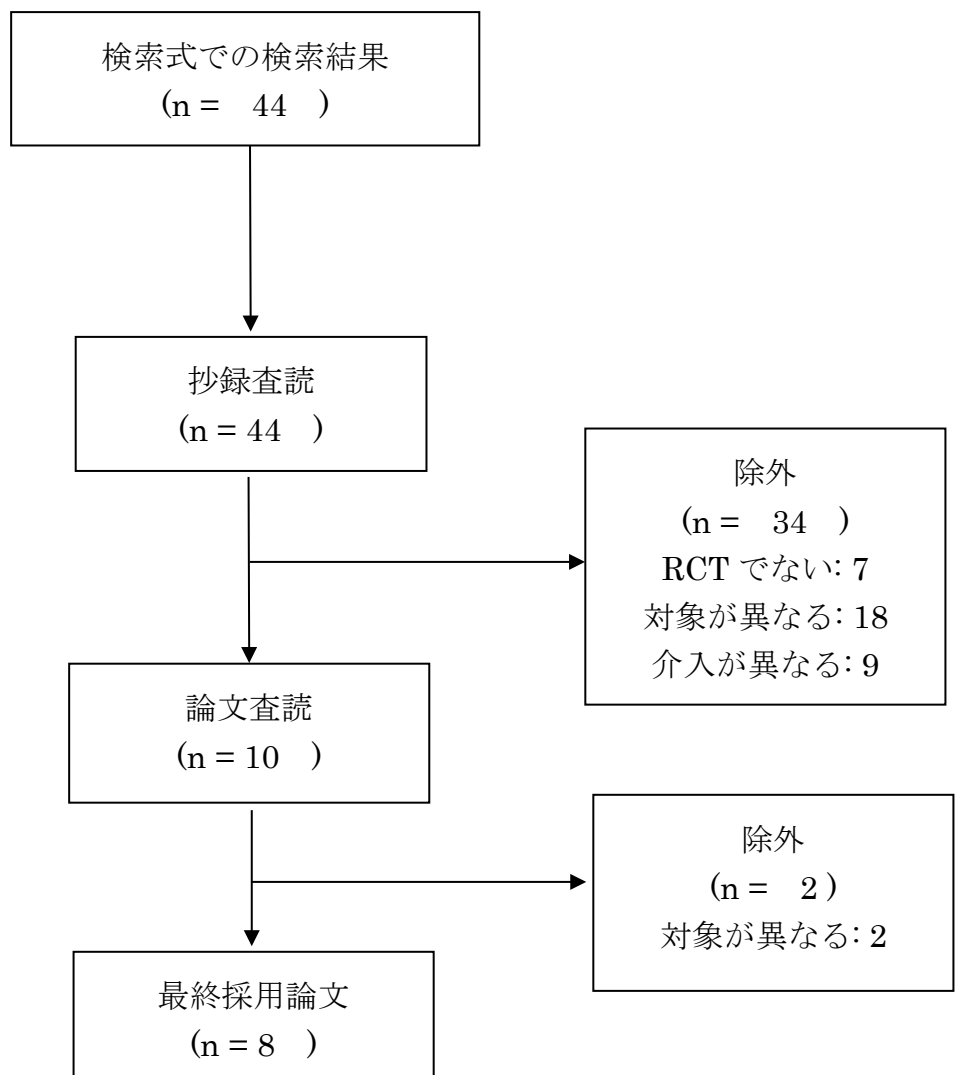 検索式での検索結果
(n =　44　)
抄録査読
(n = 44　)
除外
(n =　34　)
RCT でない: 7
対象が異なる: 18
介入が異なる: 9
論文査読
(n = 10　)
除外
(n =　2 )
対象が異なる: 2
最終採用論文
(n = 8　)